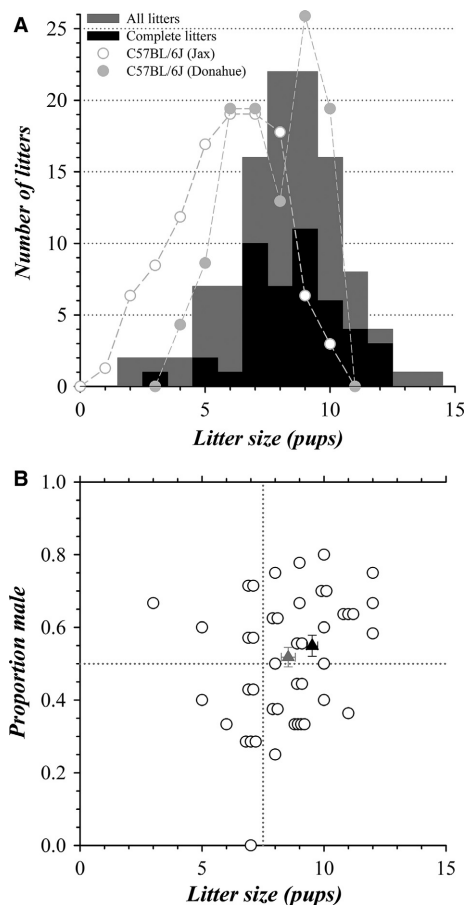 A
All litters
Complete litters
C57BL/6J (Jax)
C57BL/6J (Donahue)
25
20
15
10
5
0
Number of litters
0 5 10 15
Litter size (pups)
B
1.0
0.8
0.6
0.4
0.2
0.0
Proportion male
0 5 10 15
Litter size (pups)